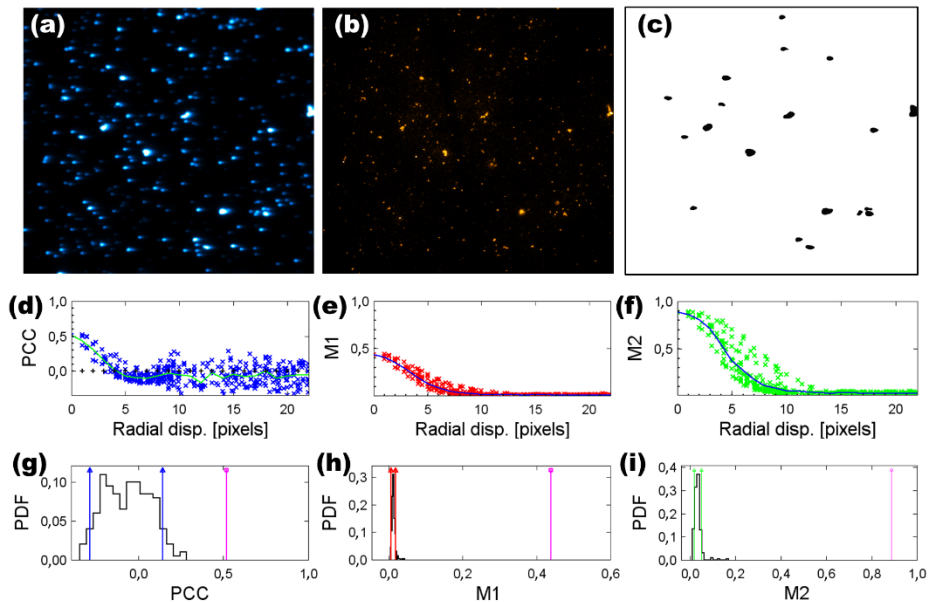 (a) (b) (c)
(d) (e) (f)
1,0 1,0 1,0
PCC M1 M2
0,5 0,5 0,5
0,0
0 5 10 15 20 0 5 10 15 20 0 5 10 15 20
Radial disp. [pixels] Radial disp. [pixels] Radial disp. [pixels]
(g) (h) (i)
PDF PDF PDF
0,10 0,4 0,4
0,3
0,05 0,2 0,2
0,1
0,00 0,0 0,0
0,0 0,5 1,0 0,0 0,2 0,4 0,6 0,0 0,2 0,4 0,6 0,8 1,0
PCC M1 M2